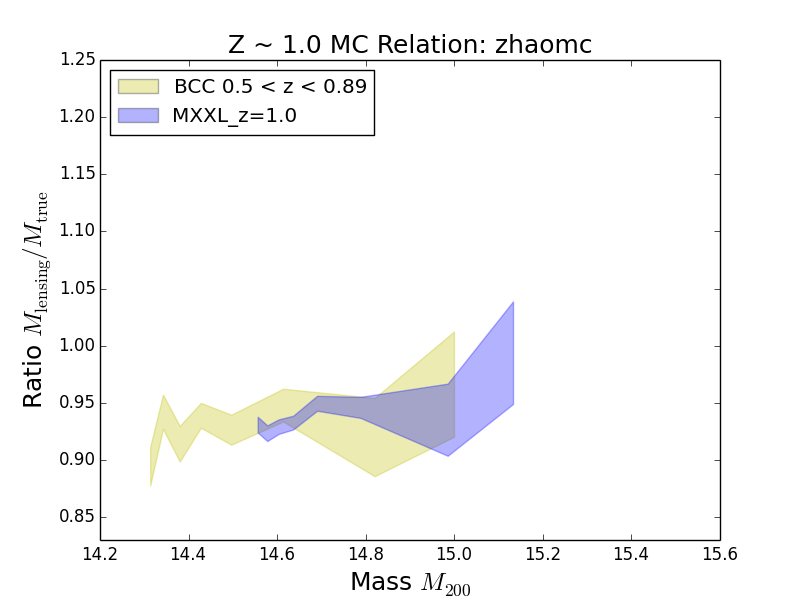 Z ~ 1.0 MC Relation: zhaomc
BCC 0.5 < z < 0.89
MXXL_z=1.0
Ratio M_lensing/M_true
1.25
1.20
1.15
1.10
1.05
1.00
0.95
0.90
0.85
14.2 14.4 14.6 14.8 15.0 15.2 15.4 15.6
Mass M_200